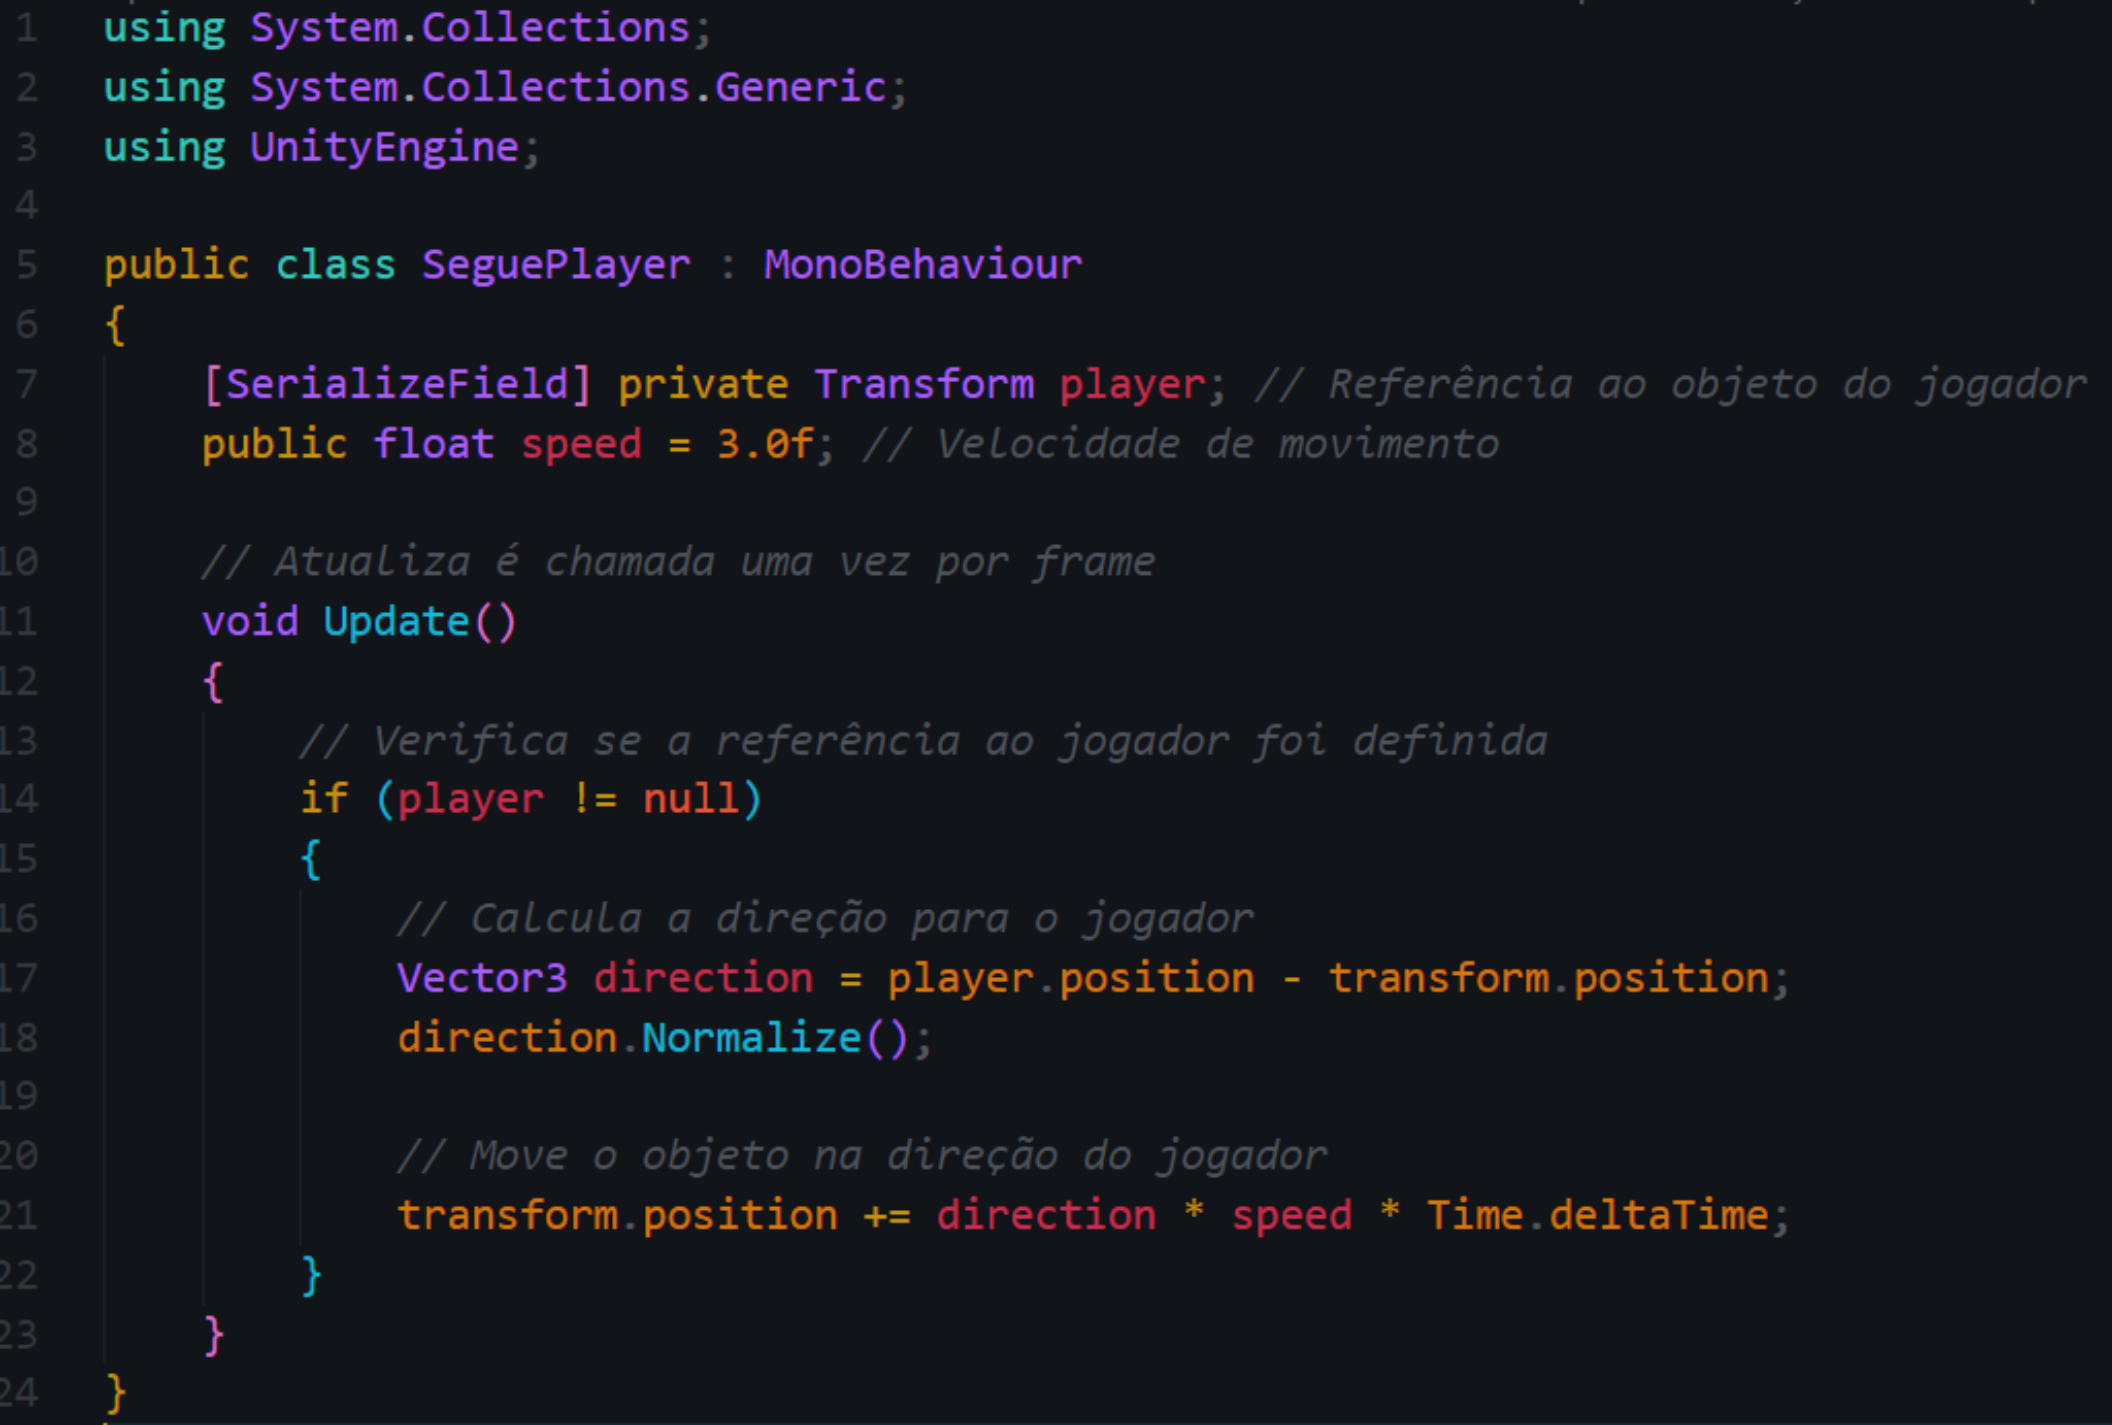 1 using System.Collections;
2 using System.Collections.Generic;
3 using UnityEngine;
4
5 public class SeguePlayer : MonoBehaviour
6 {
7     [SerializeField] private Transform player; // Referência ao objeto do jogador
8     public float speed = 3.0f; // Velocidade de movimento
9
10     // Atualiza é chamada uma vez por frame
11     void Update()
12     {
13         // Verifica se a referência ao jogador foi definida
14         if (player != null)
15         {
16             // Calcula a direção para o jogador
17             Vector3 direction = player.position - transform.position;
18             direction.Normalize();
19
20             // Move o objeto na direção do jogador
21             transform.position += direction * speed * Time.deltaTime;
22         }
23     }
24 }